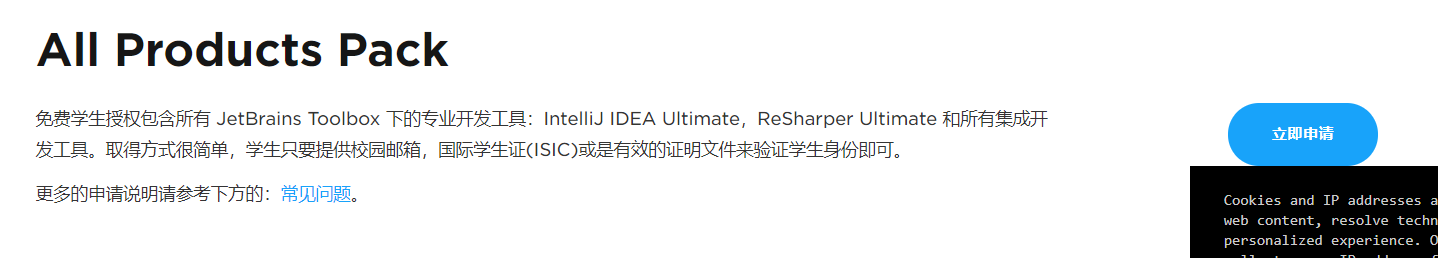 All Products Pack
免费学生授权包含所有 JetBrains Toolbox 下的专业开发工具：IntelliJ IDEA Ultimate，ReSharper Ultimate 和所有集成开
发工具。取得方式很简单，学生只要提供校园邮箱，国际学生证(ISIC)或是有效的证明文件来验证学生身份即可。
立即申请
更多的申请说明请参考下方的：常见问题。
Cookies and IP addresses a
web content, resolve techn
personalized experience. O